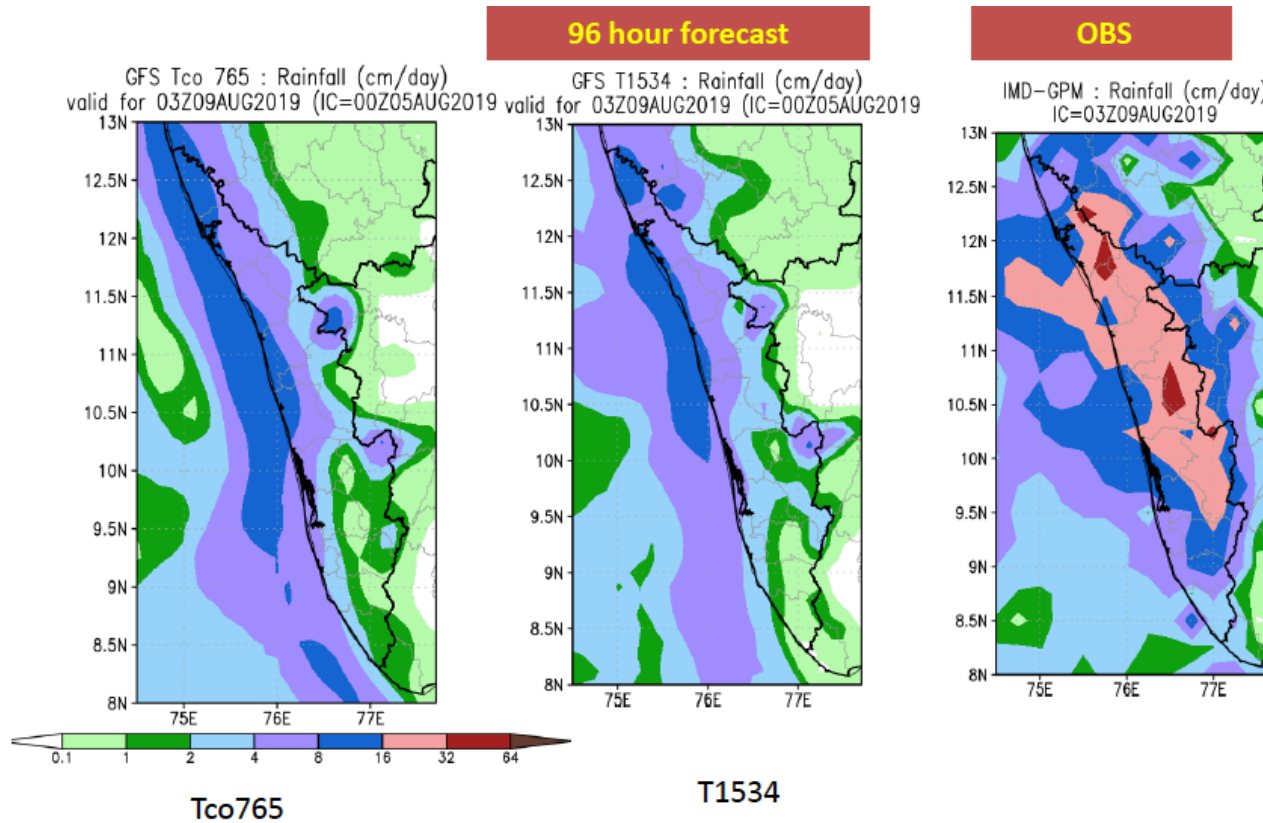 96 hour forecast
OBS
GFS Tco 765 : Rainfall (cm/day)
valid for 03Z09AUG2019 (IC=00Z05AUG2019
GFS T1534 : Rainfall (cm/day)
valid for 03Z09AUG2019 (IC=00Z05AUG2019
IMD-GPM : Rainfall (cm/day)
IC=03Z09AUG2019
13N
12.5N
12N
11.5N
11N
10.5N
10N
9.5N
9N
8.5N
8N
75E 76E 77E
13N
12.5N
12N
11.5N
11N
10.5N
10N
9.5N
9N
8.5N
8N
75E 76E 77E
13N
12.5N
12N
11.5N
11N
10.5N
10N
9.5N
9N
8.5N
8N
75E 76E 77E
0.1 1 2 4 8 16 32 64
Tco765
T1534